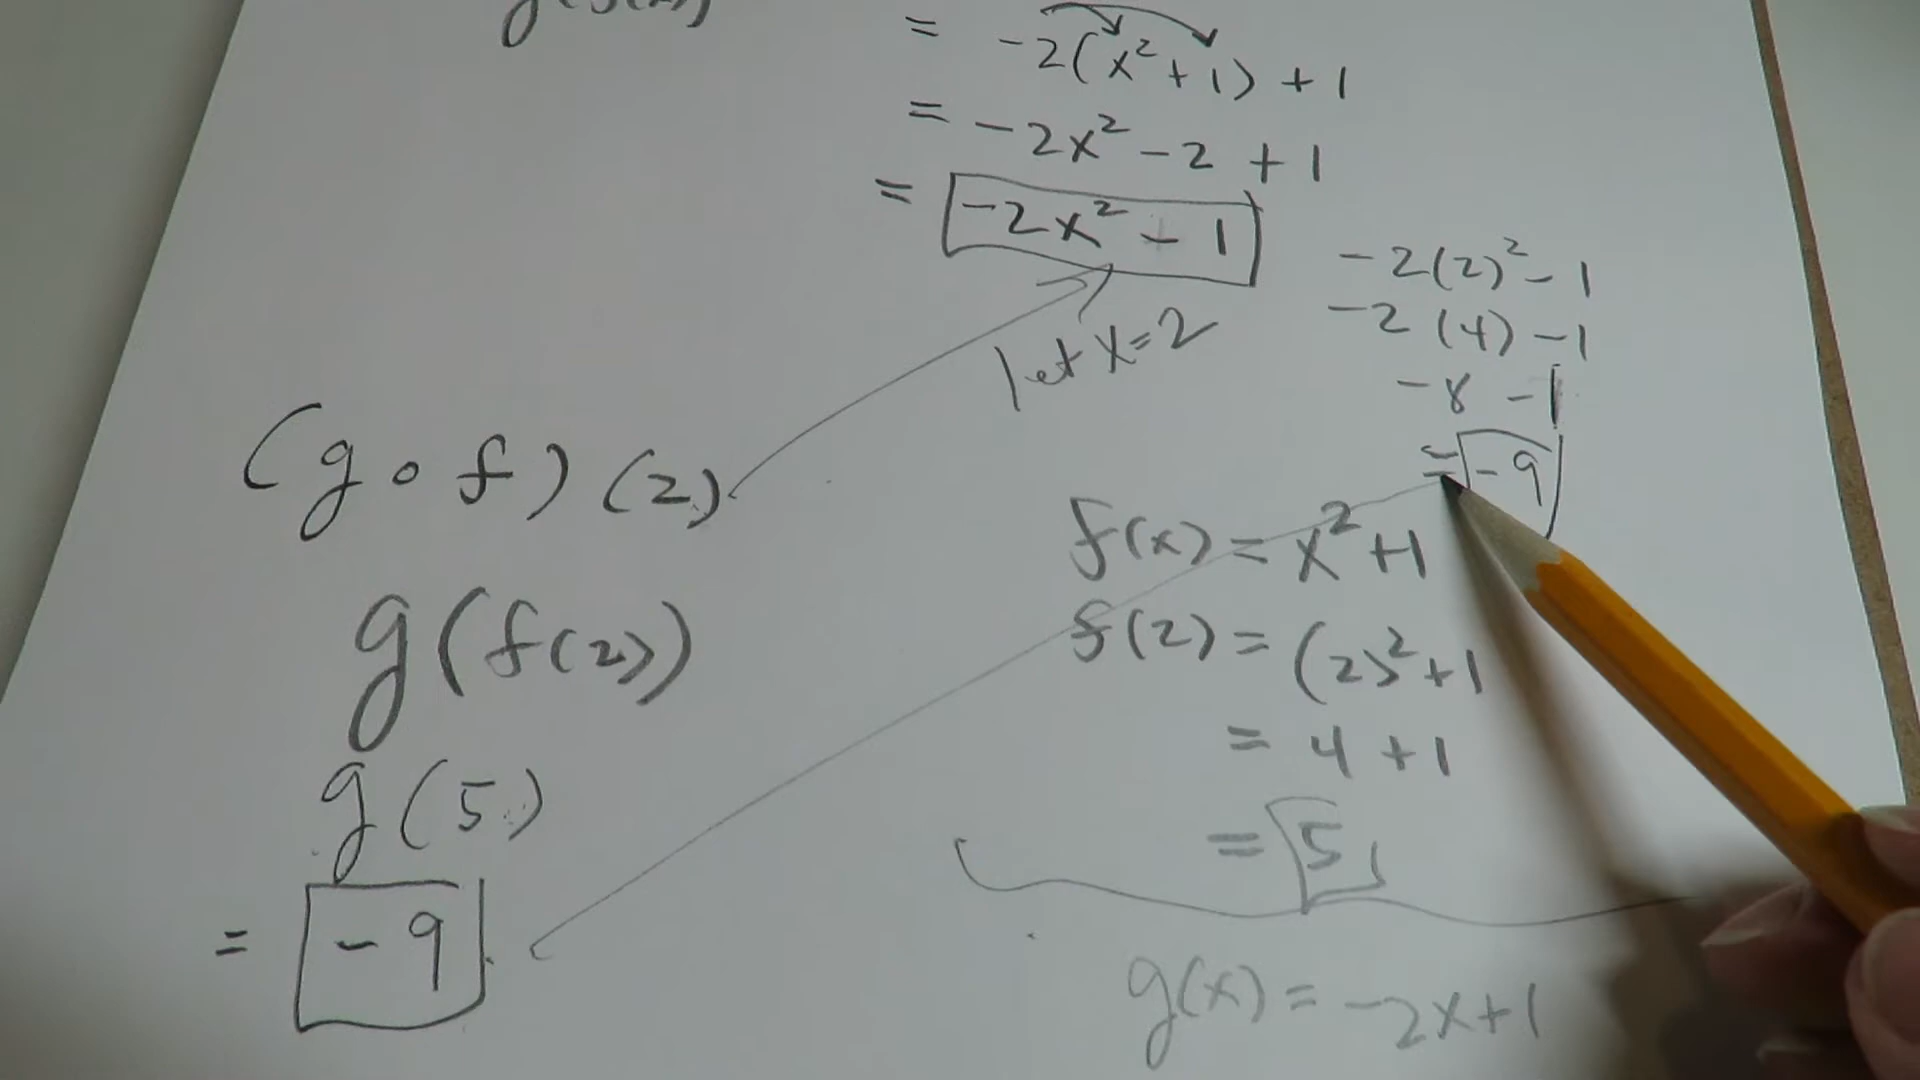 g(f(x))
= -2(x² + 1) + 1
= -2x² - 2 + 1
= -2x² - 1
let x = 2
-2(2)² - 1
-2 (4) - 1
-8 - 1
= -9
(g ∘ f) (2)
g(f(2))
g(5)
= -9
f(x) = x² + 1
f(2) = (2)² + 1
= 4 + 1
= 5
g(x) = -2x + 1